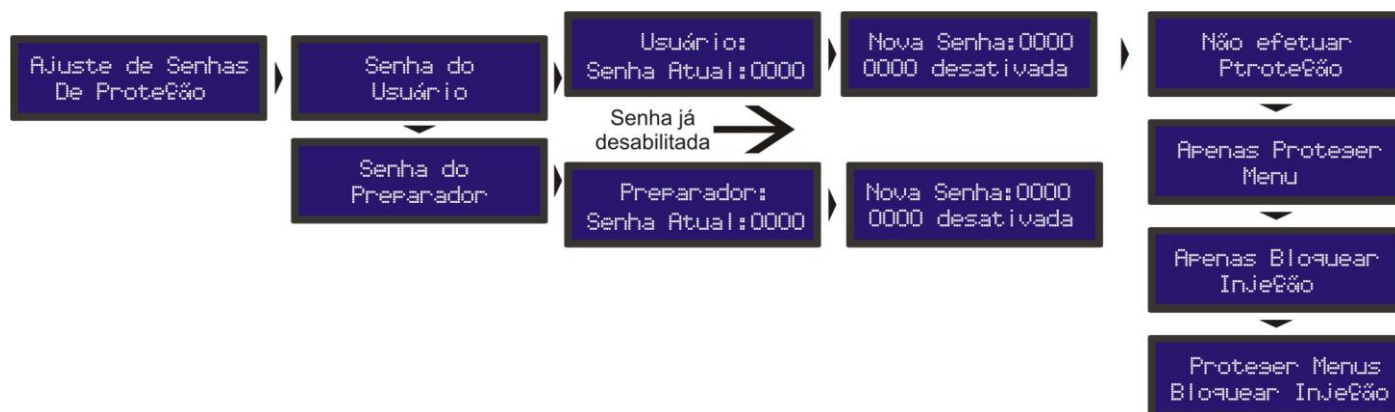 Ajuste de Senhas
De Proteção
Senha do
Usuário
Usuário:
Senha Atual:0000
Nova Senha:0000
0000 desativada
Não efetuar
Ptroteção
Senha já
desabilitada
Apenas Proteger
Menu
Senha do
Preparador
Preparador:
Senha Atual:0000
Nova Senha:0000
0000 desativada
Apenas Bloquear
Injeção
Proteger Menus
Bloquear Injeção